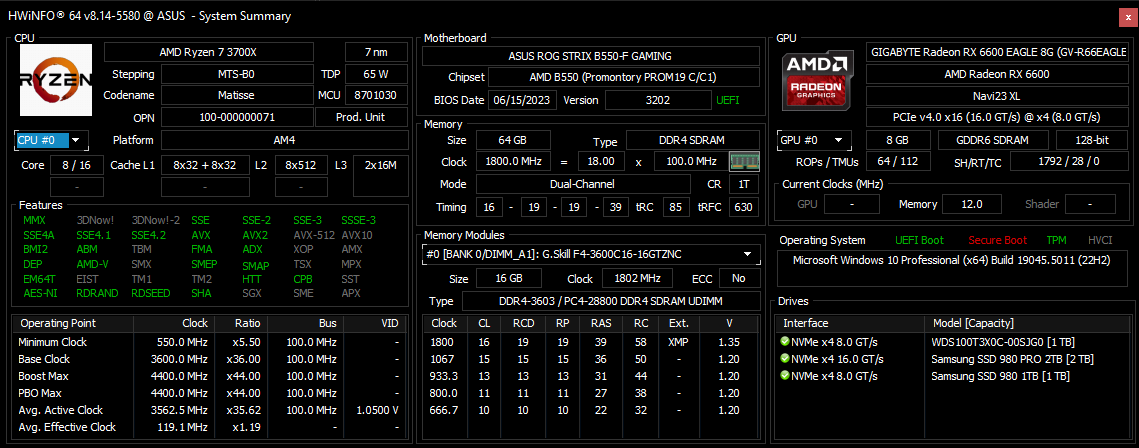 HWiNFO® 64 v8.14-5580 @ ASUS - System Summary
CPU
RYZEN
AMD Ryzen 7 3700X 7 nm
Stepping MTS-B0 TDP 65 W
Codename Matisse MCU 8701030
OPN 100-000000071 Prod. Unit
CPU #0 Platform AM4
Core 8 / 16 Cache L1 8x32 + 8x32 L2 8x512 L3 2x16M
- -
Features
MMX 3DNow! 3DNow!-2 SSE SSE-2 SSE-3 SSSE-3
SSE4A SSE4.1 SSE4.2 AVX AVX2 AVX-512 AVX10
BMI2 ABM TBM FMA ADX XOP AMX
DEP AMD-V SMX SMEP SMAP TSX MPX
EM64T EIST TM1 TM2 HTT CPB SST
AES-NI RDRAND RDSEED SHA SGX SME APX
Operating Point Clock Ratio Bus VID
Minimum Clock 550.0 MHz x5.50 100.0 MHz -
Base Clock 3600.0 MHz x36.00 100.0 MHz -
Boost Max 4400.0 MHz x44.00 100.0 MHz -
PBO Max 4400.0 MHz x44.00 100.0 MHz -
Avg. Active Clock 3562.5 MHz x35.62 100.0 MHz 1.0500 V
Avg. Effective Clock 119.1 MHz x1.19 - -
Motherboard
ASUS ROG STRIX B550-F GAMING
Chipset AMD B550 (Promontory PROM19 C/C1)
BIOS Date 06/15/2023 Version 3202 UEFI
Memory
Size 64 GB Type DDR4 SDRAM
Clock 1800.0 MHz = 18.00 x 100.0 MHz
Mode Dual-Channel CR 1T
Timing 16 - 19 - 19 - 39 tRC 85 tRFC 630
Memory Modules
#0 [BANK 0/DIMM_A1]: G.Skill F4-3600C16-16GTZNC
Size 16 GB Clock 1802 MHz ECC No
Type DDR4-3603 / PC4-28800 DDR4 SDRAM UDIMM
Clock CL RCD RP RAS RC Ext. V
1800 16 19 19 39 58 XMP 1.35
1067 15 15 15 36 50 - 1.20
933.3 13 13 13 31 44 - 1.20
800.0 11 11 11 27 38 - 1.20
666.7 10 10 10 22 32 - 1.20
GPU
AMD
RADEON
GRAPHICS
GIGABYTE Radeon RX 6600 EAGLE 8G (GV-R66EAGLE
AMD Radeon RX 6600
Navi23 XL
PCIe v4.0 x16 (16.0 GT/s) @ x4 (8.0 GT/s)
GPU #0 8 GB GDDR6 SDRAM 128-bit
ROPs / TMUs 64 / 112 SH/RT/TC 1792 / 28 / 0
Current Clocks (MHz)
GPU - Memory 12.0 Shader -
Operating System UEFI Boot Secure Boot TPM HVCI
Microsoft Windows 10 Professional (x64) Build 19045.5011 (22H2)
Drives
Interface Model [Capacity]
NVMe x4 8.0 GT/s WDS100T3X0C-00SJG0 [1 TB]
NVMe x4 16.0 GT/s Samsung SSD 980 PRO 2TB [2 TB]
NVMe x4 8.0 GT/s Samsung SSD 980 1TB [1 TB]